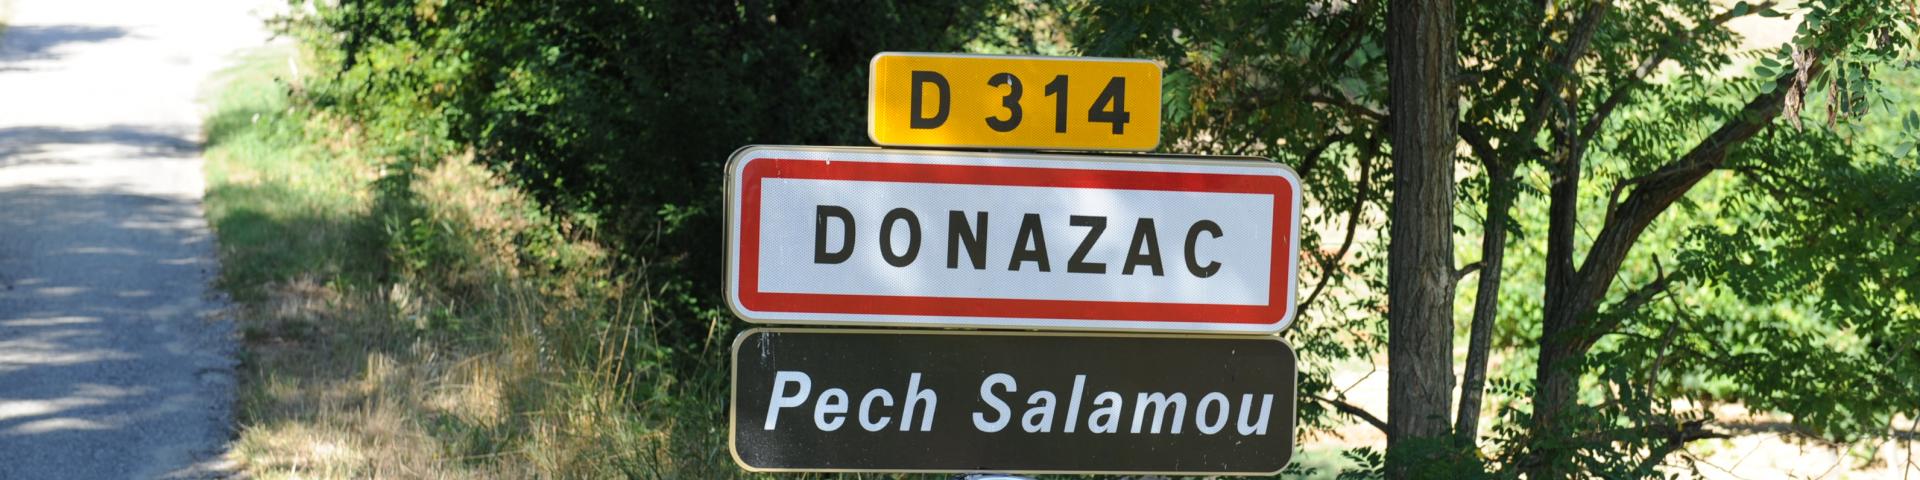 D 314
DONAZAC
Pech Salamou